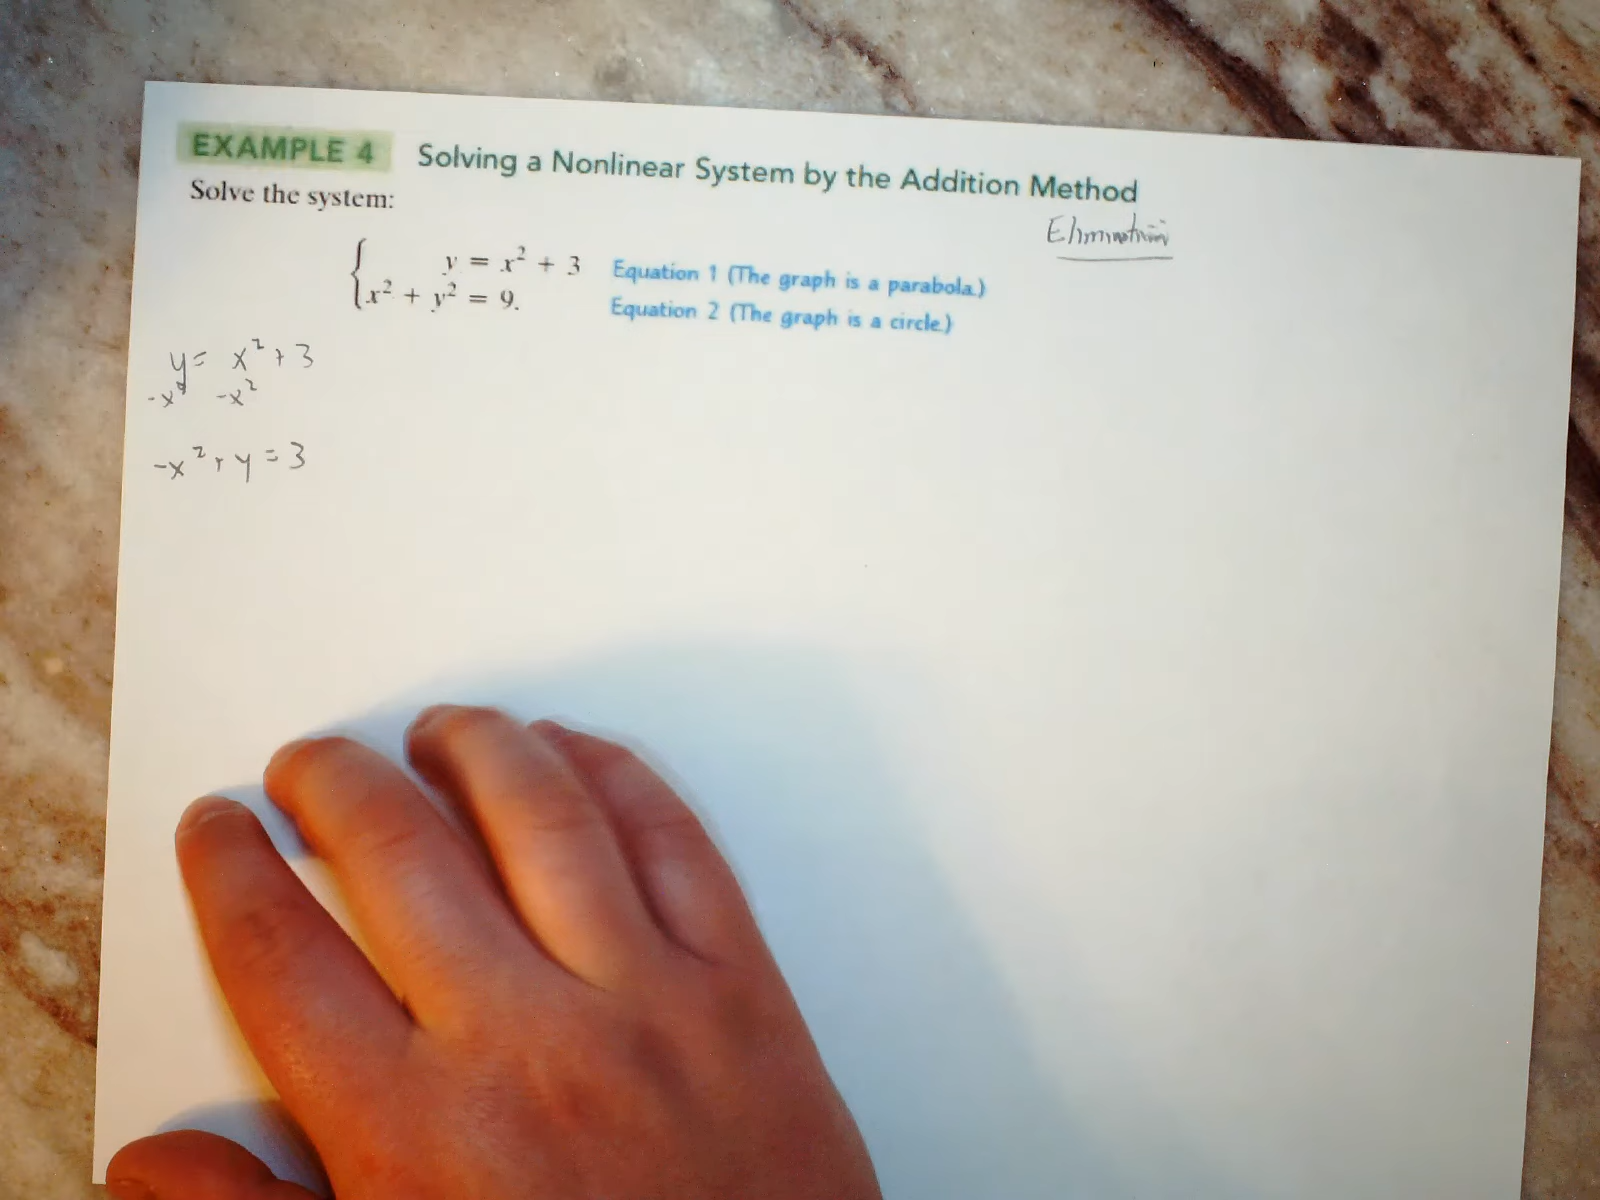 EXAMPLE 4 Solving a Nonlinear System by the Addition Method
Solve the system:
Elimination
y = x² + 3 Equation 1 (The graph is a parabola.)
x² + y² = 9. Equation 2 (The graph is a circle.)
y = x² + 3
-x² -x²
-x² + y = 3